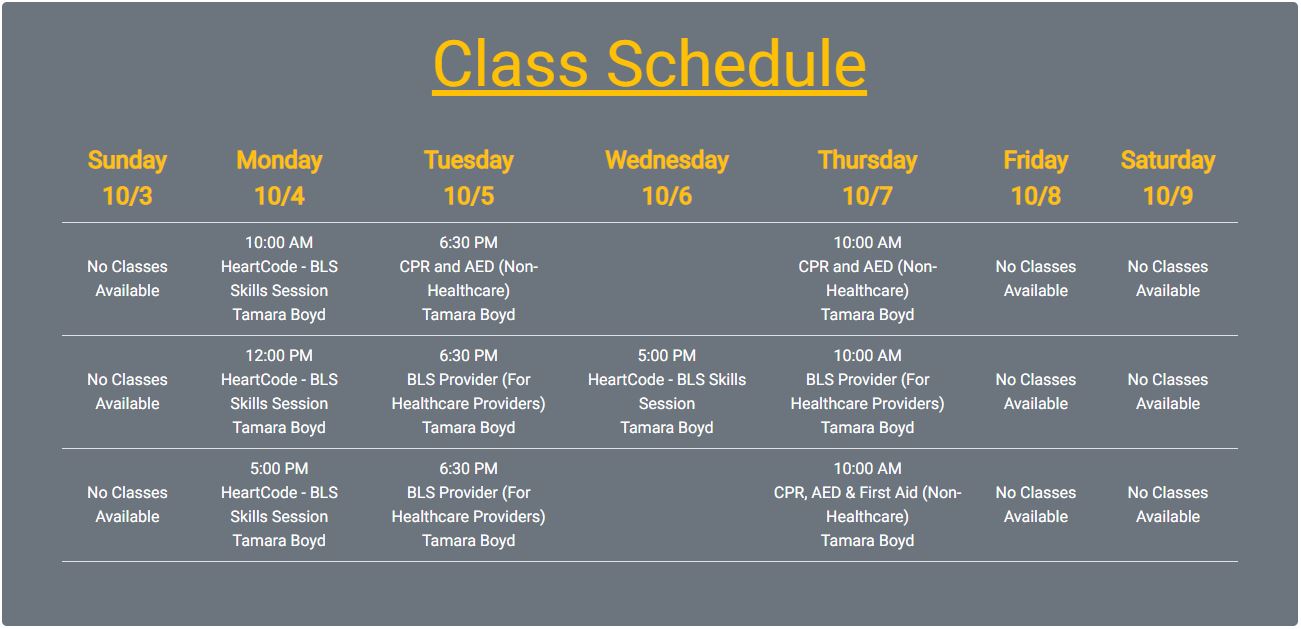 Class Schedule
Sunday
10/3
Monday
10/4
Tuesday
10/5
Wednesday
10/6
Thursday
10/7
Friday
10/8
Saturday
10/9
No Classes
Available
10:00 AM
HeartCode - BLS
Skills Session
Tamara Boyd
6:30 PM
CPR and AED (Non-
Healthcare)
Tamara Boyd
10:00 AM
CPR and AED (Non-
Healthcare)
Tamara Boyd
No Classes
Available
No Classes
Available
No Classes
Available
12:00 PM
HeartCode - BLS
Skills Session
Tamara Boyd
6:30 PM
BLS Provider (For
Healthcare Providers)
Tamara Boyd
5:00 PM
HeartCode - BLS Skills
Session
Tamara Boyd
10:00 AM
BLS Provider (For
Healthcare Providers)
Tamara Boyd
No Classes
Available
No Classes
Available
No Classes
Available
5:00 PM
HeartCode - BLS
Skills Session
Tamara Boyd
6:30 PM
BLS Provider (For
Healthcare Providers)
Tamara Boyd
10:00 AM
CPR, AED & First Aid (Non-
Healthcare)
Tamara Boyd
No Classes
Available
No Classes
Available